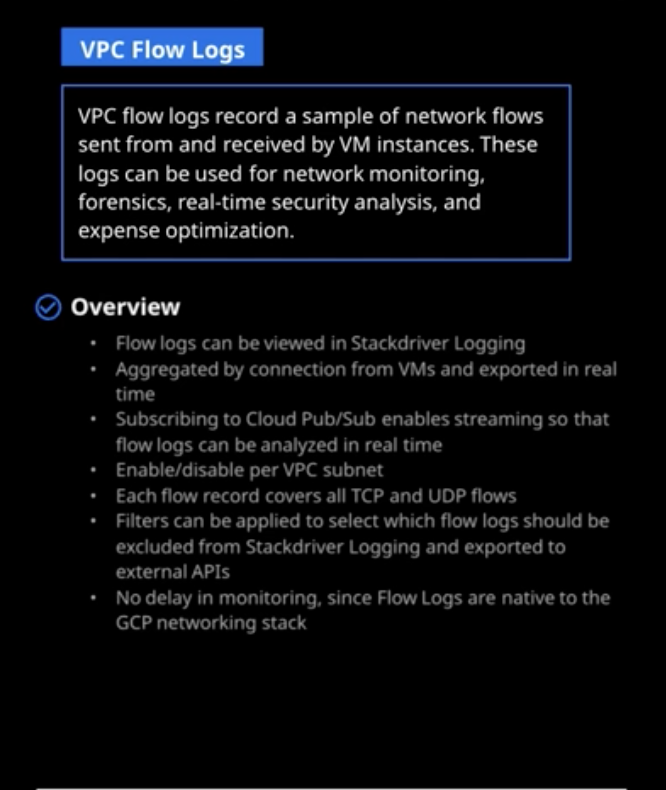 VPC Flow Logs
VPC flow logs record a sample of network flows
sent from and received by VM instances. These
logs can be used for network monitoring,
forensics, real-time security analysis, and
expense optimization.
Overview
• Flow logs can be viewed in Stackdriver Logging
• Aggregated by connection from VMs and exported in real
time
• Subscribing to Cloud Pub/Sub enables streaming so that
flow logs can be analyzed in real time
• Enable/disable per VPC subnet
• Each flow record covers all TCP and UDP flows
• Filters can be applied to select which flow logs should be
excluded from Stackdriver Logging and exported to
external APIs
• No delay in monitoring, since Flow Logs are native to the
GCP networking stack